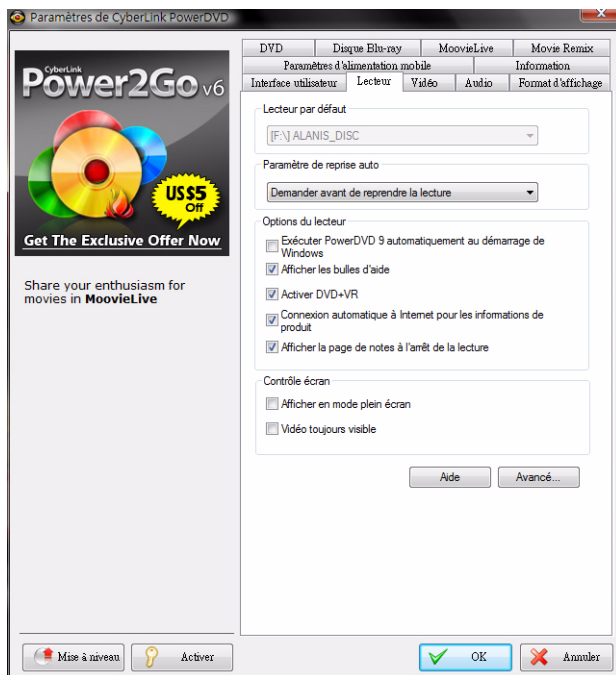 Paramètres de CyberLink PowerDVD
CyberLink
Power2Go v6
US$5
Off
Get The Exclusive Offer Now
Share your enthusiasm for
movies in MoovieLive
DVD
Disque Blu-ray
MoovieLive
Movie Remix
Paramètres d'alimentation mobile
Information
Interface utilisateur
Lecteur
Vidéo
Audio
Format d'affichage
Lecteur par défaut
[F:\] ALANIS_DISC
Paramètre de reprise auto
Demander avant de reprendre la lecture
Options du lecteur
Exécuter PowerDVD 9 automatiquement au démarrage de
Windows
Afficher les bulles d'aide
Activer DVD+VR
Connexion automatique à Internet pour les informations de
produit
Afficher la page de notes à l'arrêt de la lecture
Contrôle écran
Afficher en mode plein écran
Vidéo toujours visible
Aide
Avancé...
Mise à niveau
Activer
OK
Annuler